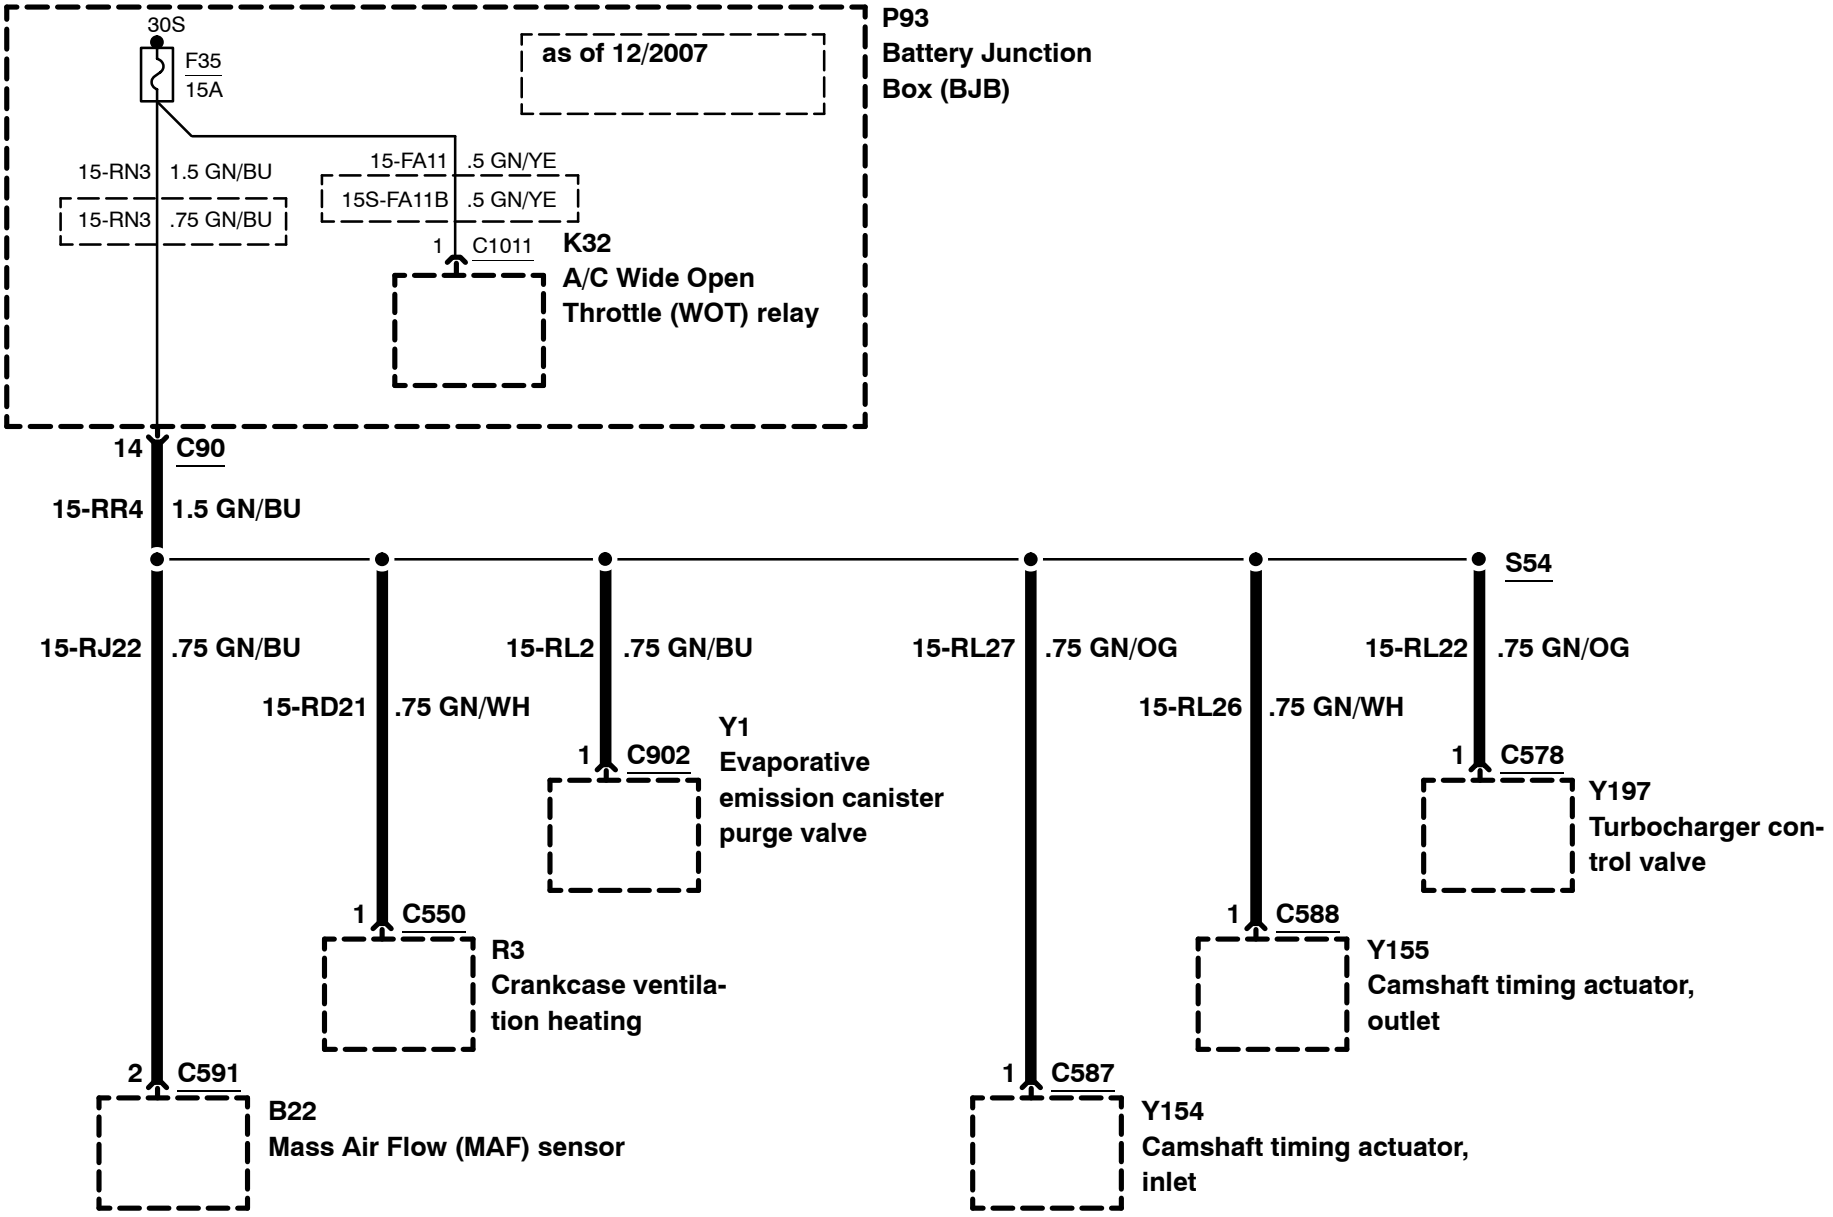 30S
F35
15A
as of 12/2007
P93
Battery Junction
Box (BJB)
15-RN3 1.5 GN/BU
15-RN3 .75 GN/BU
15-FA11 .5 GN/YE
15S-FA11B .5 GN/YE
1 C1011
K32
A/C Wide Open
Throttle (WOT) relay
14 C90
15-RR4 1.5 GN/BU
S54
15-RJ22 .75 GN/BU
15-RL2 .75 GN/BU
15-RL27 .75 GN/OG
15-RL22 .75 GN/OG
15-RD21 .75 GN/WH
15-RL26 .75 GN/WH
1 C902
Y1
Evaporative
emission canister
purge valve
1 C578
Y197
Turbocharger con-
trol valve
1 C550
R3
Crankcase ventila-
tion heating
1 C588
Y155
Camshaft timing actuator,
outlet
2 C591
B22
Mass Air Flow (MAF) sensor
1 C587
Y154
Camshaft timing actuator,
inlet